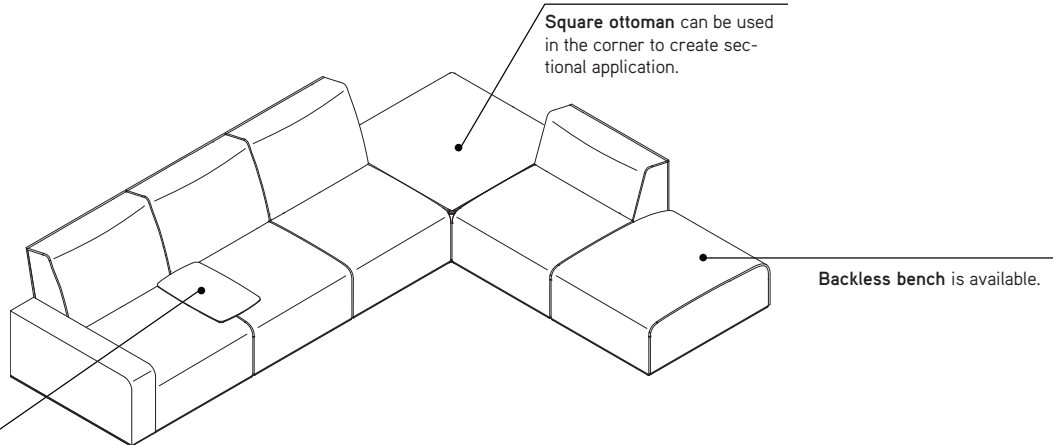 Square ottoman can be used
in the corner to create sec-
tional application.
Backless bench is available.